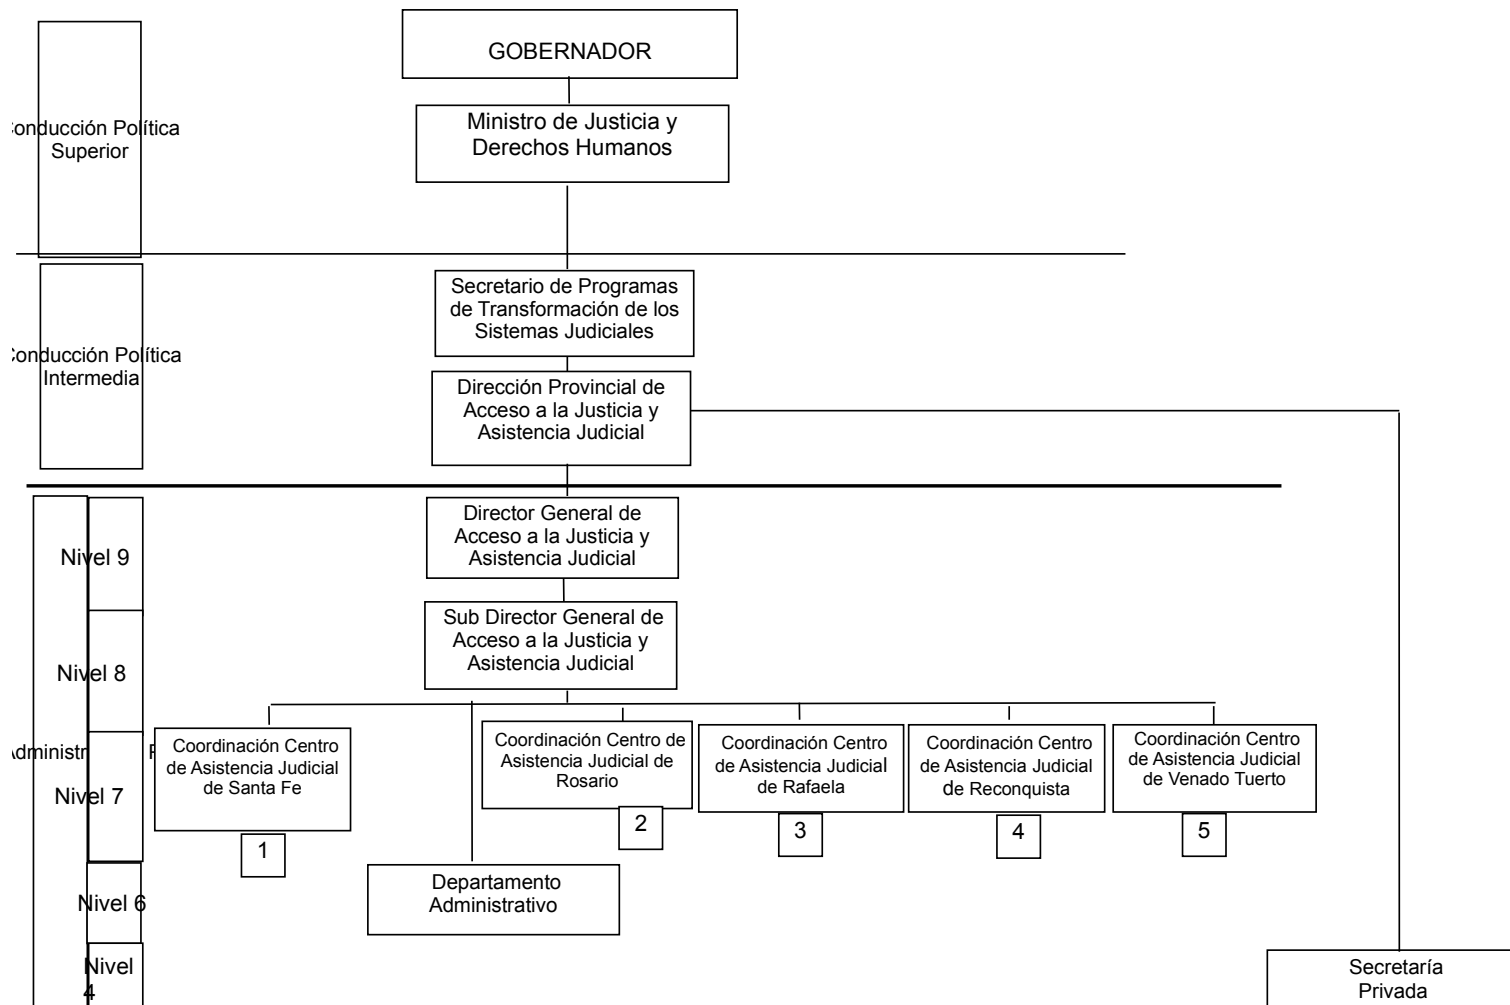 GOBERNADOR
Ministro de Justicia y
Derechos Humanos
onducción Política
Superior
Secretario de Programas
de Transformación de los
Sistemas Judiciales
onducción Política
Intermedia
Dirección Provincial de
Acceso a la Justicia y
Asistencia Judicial
Director General de
Acceso a la Justicia y
Asistencia Judicial
Nivel 9
Sub Director General de
Acceso a la Justicia y
Asistencia Judicial
Nivel 8
Administr
Nivel 7
Coordinación Centro
de Asistencia Judicial
de Santa Fe
1
Coordinación Centro de
Asistencia Judicial de
Rosario
2
Coordinación Centro
de Asistencia Judicial
de Rafaela
3
Coordinación Centro
de Asistencia Judicial
de Reconquista
4
Coordinación Centro
de Asistencia Judicial
de Venado Tuerto
5
Nivel 6
Departamento
Administrativo
Nivel
4
Secretaría
Privada